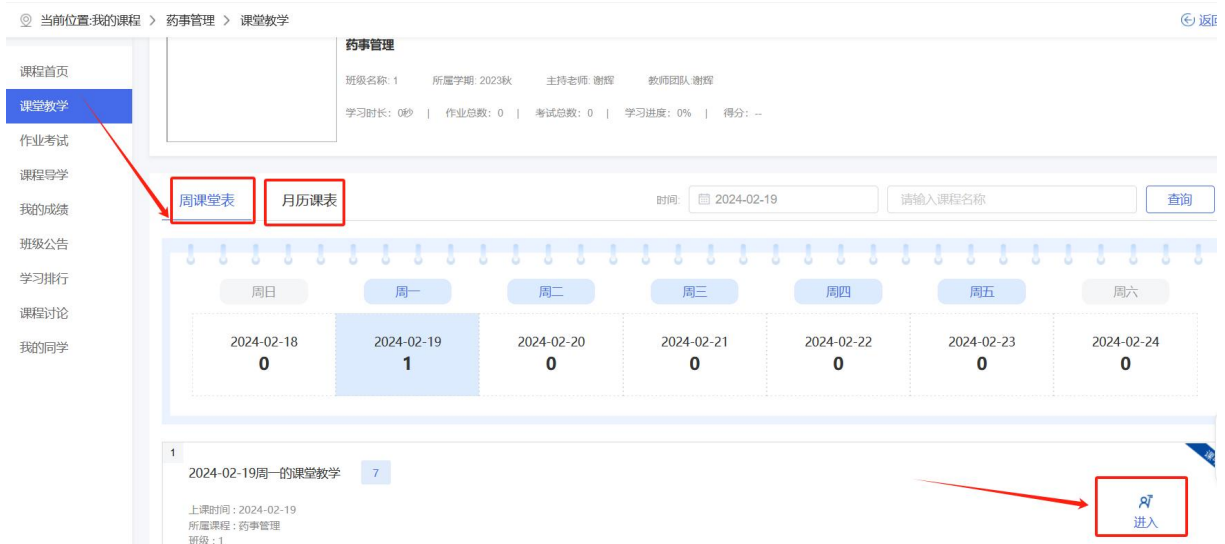 当前位置:我的课程 > 药事管理 > 课堂教学
返回
课程首页
课堂教学
作业考试
课程导学
我的成绩
班级公告
学习排行
课程讨论
我的同学
药事管理
班级名称: 1 所属学期: 2023秋 主持老师: 谢辉 教师团队:谢辉
学习时长: 0秒 | 作业总数: 0 | 考试总数: 0 | 学习进度: 0% | 得分: --
周课堂表 月历课表 时间: 2024-02-19 请输入课程名称 查询
周日 周一 周二 周三 周四 周五 周六
2024-02-18 2024-02-19 2024-02-20 2024-02-21 2024-02-22 2024-02-23 2024-02-24
0 1 0 0 0 0 0
1
2024-02-19周一的课堂教学 7
上课时间 : 2024-02-19
所属课程 : 药事管理
班级 : 1
进入